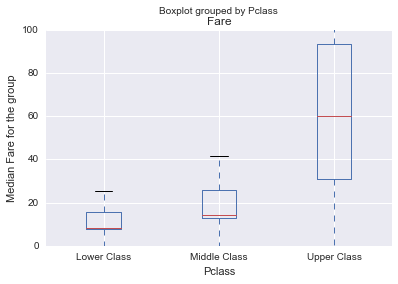 Boxplot grouped by Pclass
Fare
Median Fare for the group
100
80
60
40
20
0
Lower Class
Middle Class
Upper Class
Pclass